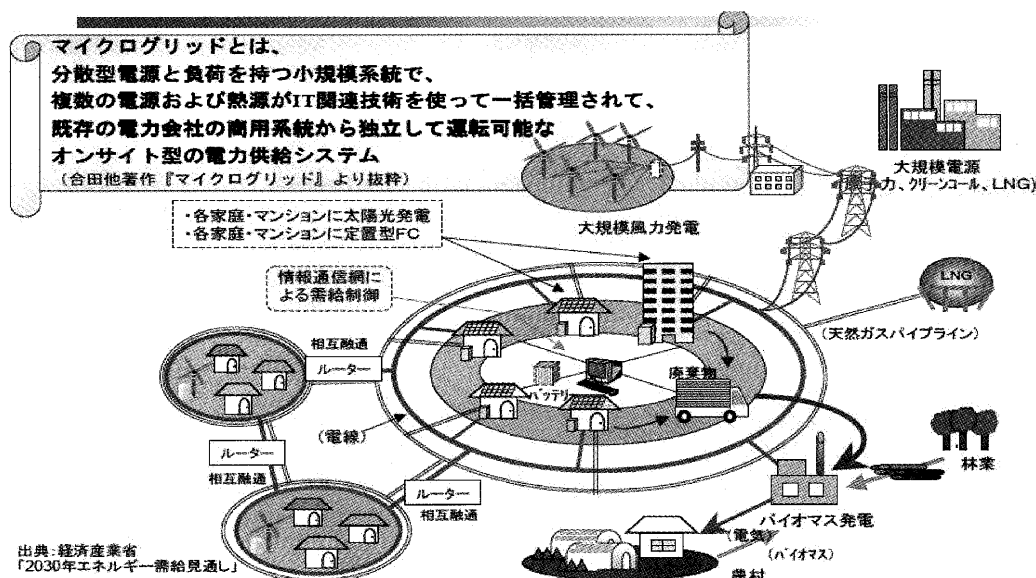 マイクログリッドとは、
分散型電源と負荷を持つ小規模系統で、
複数の電源および熱源がIT関連技術を使って一括管理されて、
既存の電力会社の商用系統から独立して運転可能な
オンサイト型の電力供給システム
(合田他著作『マイクログリッド』より抜粋)
大規模電源
力、クリーンコール、LNG)
大規模風力発電
・各家庭・マンションに太陽光発電
・各家庭・マンションに定置型FC
情報通信網に
よる需給制御
LNG
(天然ガスパイプライン)
相互融通
ルーター
廃棄物
バッテリ
(電線)
ルーター
相互融通
林業
ルーター
相互融通
バイオマス発電
(電気)
(バイオマス)
農村
出典:経済産業省
「2030年エネルギー需給見通し」